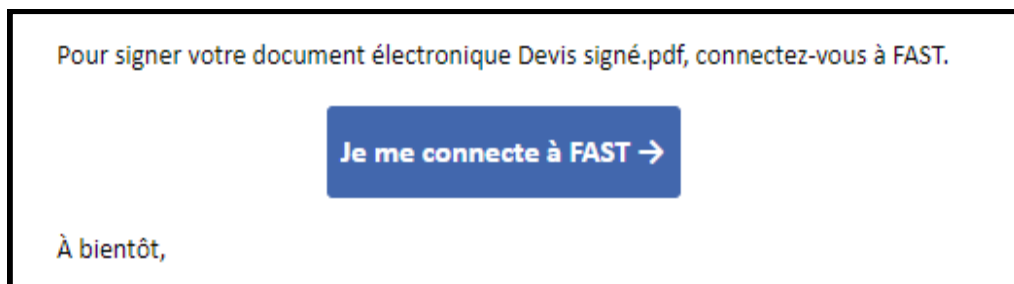 Pour signer votre document électronique Devis signé.pdf, connectez-vous à FAST.
Je me connecte à FAST →
À bientôt,